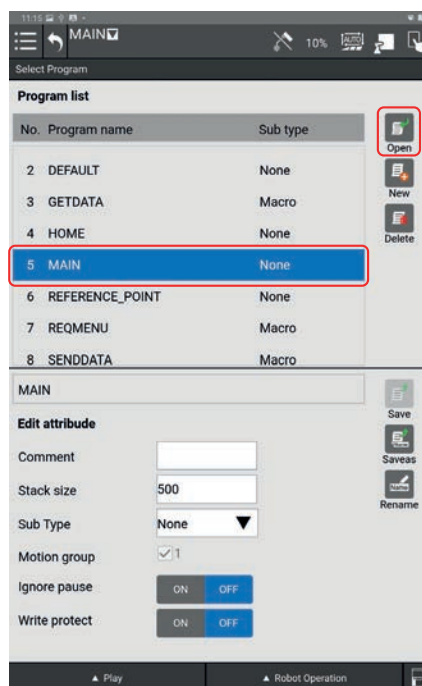 11:15
MAIN
10%
AUTO
Select Program
Program list
No. Program name Sub type
Open
2 DEFAULT None
New
3 GETDATA Macro
4 HOME None
Delete
5 MAIN None
6 REFERENCE_POINT None
7 REQMENU Macro
8 SENDDATA Macro
MAIN
Save
Edit attribude
Comment
Saveas
Stack size 500
Rename
Sub Type None
Motion group 1
Ignore pause ON OFF
Write protect ON OFF
Play Robot Operation